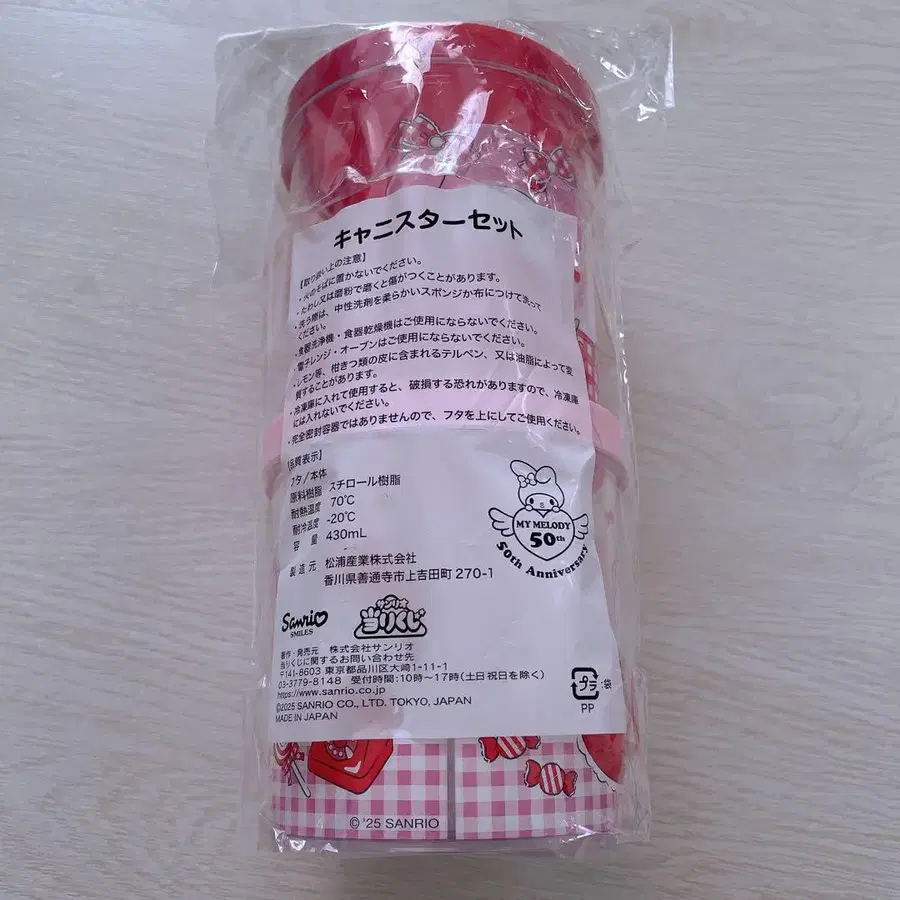 キャニスターセット
【取り扱い上の注意】
・火のそばに置かないでください。
・たわし又は磨粉で磨くと傷がつくことがあります。
・洗う際は、中性洗剤を柔らかいスポンジか布につけて洗って
ください。
・食器洗浄機・食器乾燥機はご使用にならないでください。
・電子レンジ・オーブンはご使用にならないでください。
・レモン等、柑きつ類の皮に含まれるテルペン、又は油脂によって変
質することがあります。
・冷凍庫に入れて使用すると、破損する恐れがありますので、冷凍庫
には入れないでください。
・完全密封容器ではありませんので、フタを上にしてご使用ください。
【品質表示】
フタ/本体
原料樹脂 スチロール樹脂
耐熱温度 70℃
耐冷温度 -20℃
容量 430mL
製造元 松浦産業株式会社
香川県善通寺市上吉田町270-1
MY MELODY
50th
50th Anniversary
Sanrio
SMILES
サンリオ
当りくじ
著作・発売元 株式会社サンリオ
当りくじに関するお問い合わせ先
〒141-8603 東京都品川区大崎1-11-1
03-3779-8148 受付時間:10時〜17時(土日祝日を除く)
https://www.sanrio.co.jp
©2025 SANRIO CO., LTD. TOKYO, JAPAN
MADE IN JAPAN
プラ :袋
PP
© '25 SANRIO